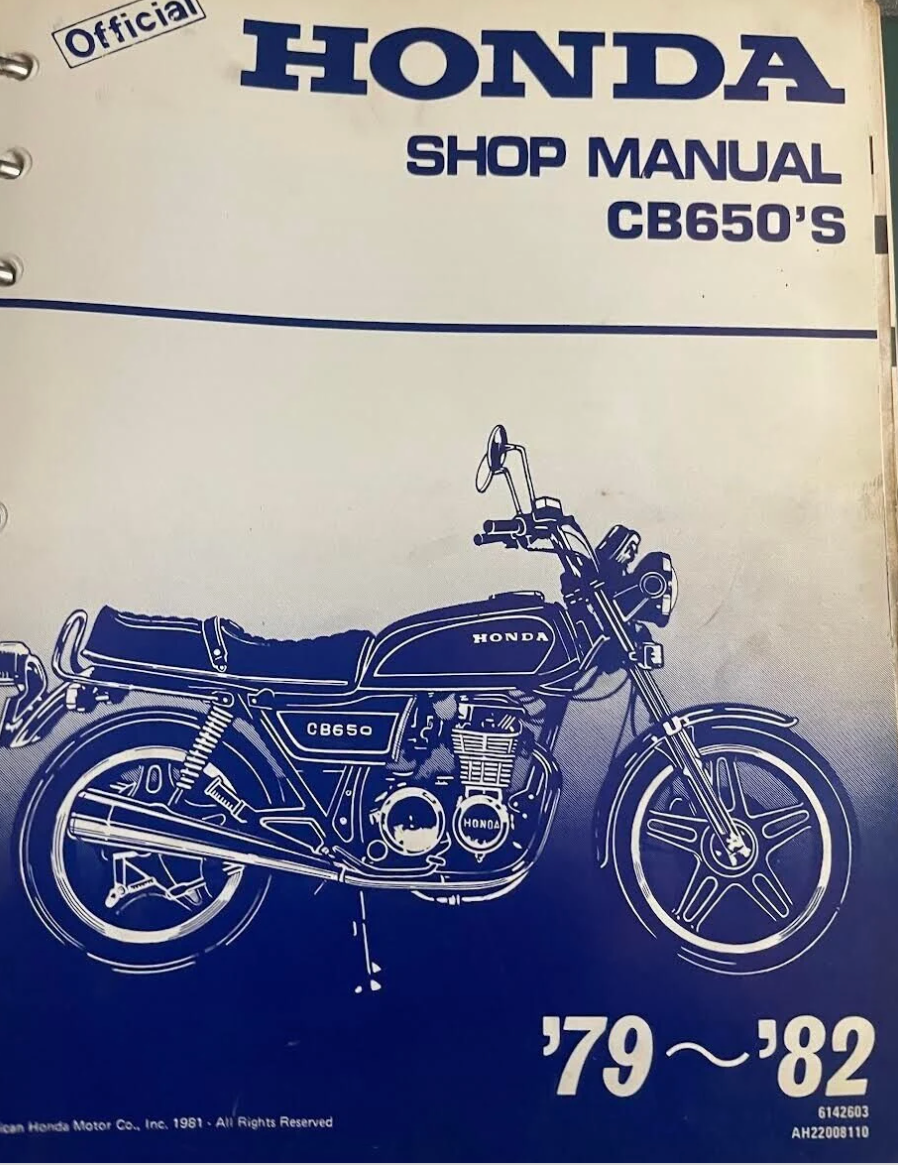 Official
HONDA
SHOP MANUAL
CB650'S
HONDA
CB650
HONDA
'79~'82
6142603
AH22008110
Honda Motor Co., Inc. 1981 - All Rights Reserved